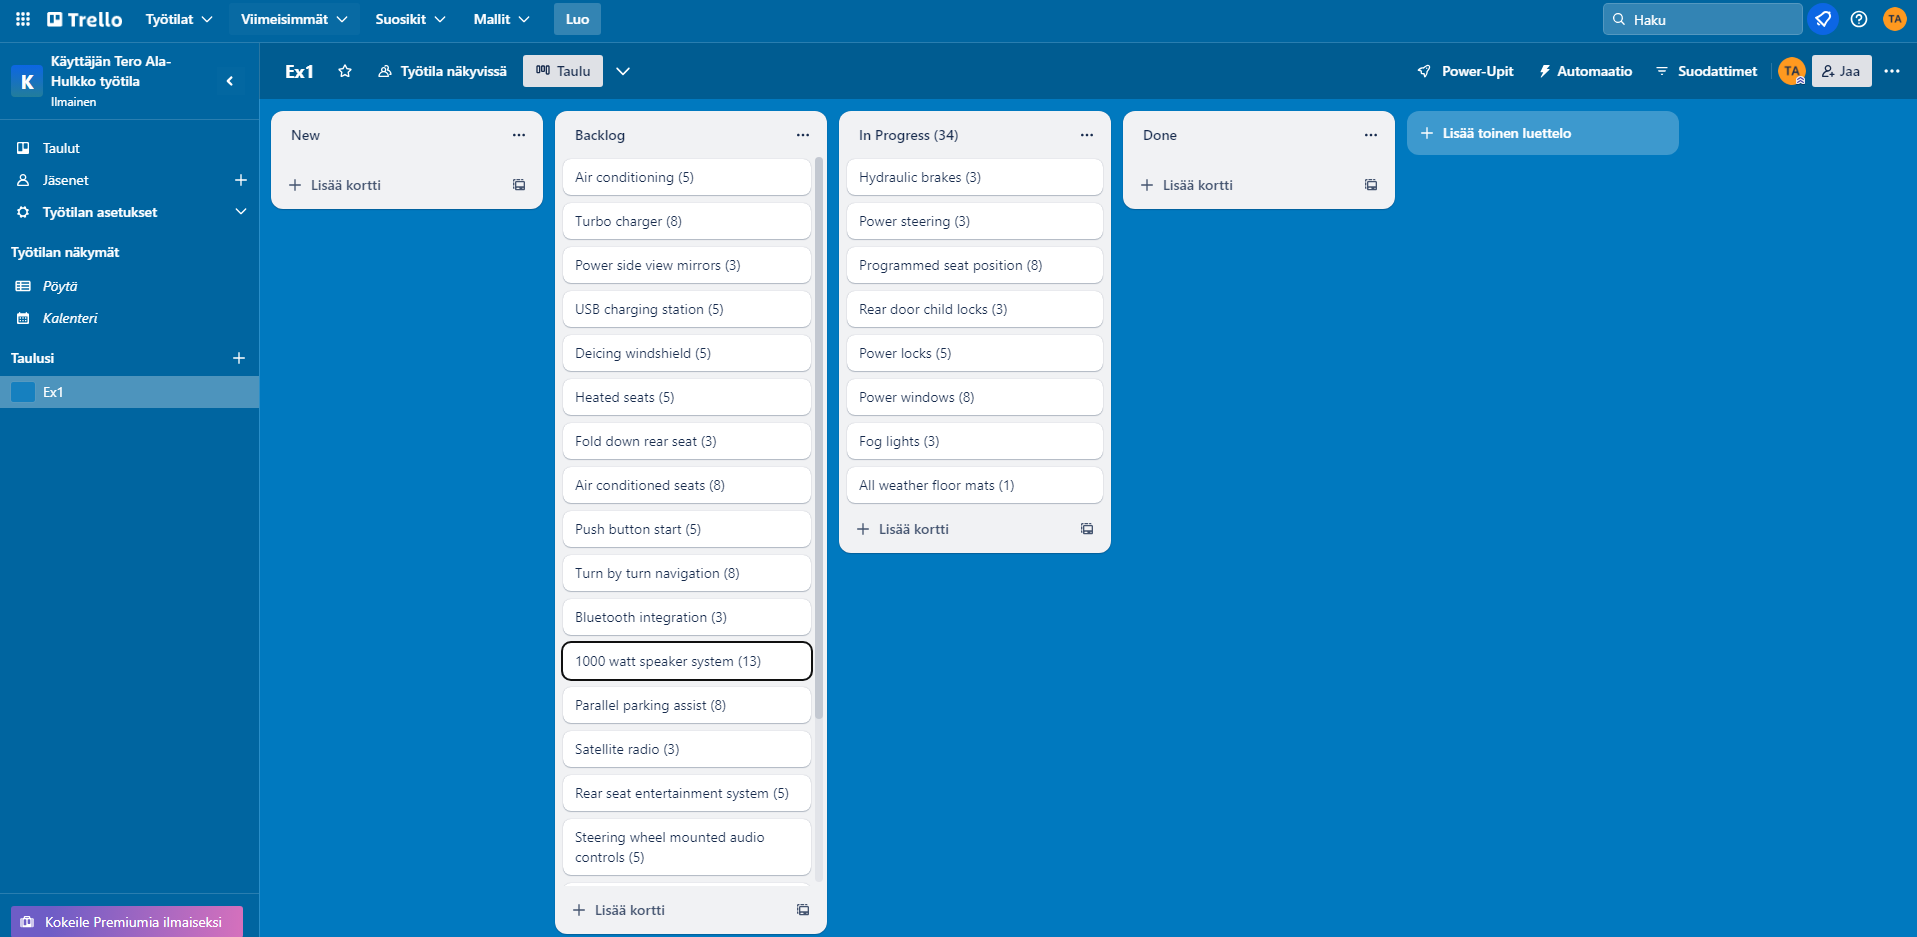 Trello
Työtilat
Viimeisimmät
Suosikit
Mallit
Luo
Haku
TA
K
Käyttäjän Tero Ala-
Hulkko työtila
Ilmainen
Ex1
Työtila näkyvissä
Taulu
Power-Upit
Automaatio
Suodattimet
TA
Jaa
Taulut
Jäsenet
Työtilan asetukset
Työtilan näkymät
Pöytä
Kalenteri
Taulusi
Ex1
Kokeile Premiumia ilmaiseksi
New
Lisää kortti
Backlog
Air conditioning (5)
Turbo charger (8)
Power side view mirrors (3)
USB charging station (5)
Deicing windshield (5)
Heated seats (5)
Fold down rear seat (3)
Air conditioned seats (8)
Push button start (5)
Turn by turn navigation (8)
Bluetooth integration (3)
1000 watt speaker system (13)
Parallel parking assist (8)
Satellite radio (3)
Rear seat entertainment system (5)
Steering wheel mounted audio
controls (5)
Lisää kortti
In Progress (34)
Hydraulic brakes (3)
Power steering (3)
Programmed seat position (8)
Rear door child locks (3)
Power locks (5)
Power windows (8)
Fog lights (3)
All weather floor mats (1)
Lisää kortti
Done
Lisää kortti
Lisää toinen luettelo